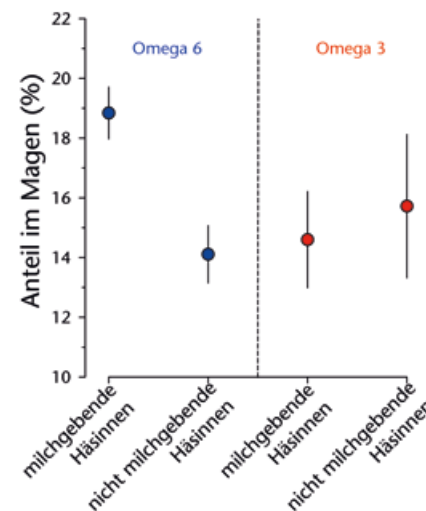 Omega 6
Omega 3
Anteil im Magen (%)
22
20
18
16
14
12
10
milchgebende
Häsinnen
nicht milchgebende
Häsinnen
milchgebende
Häsinnen
nicht milchgebende
Häsinnen